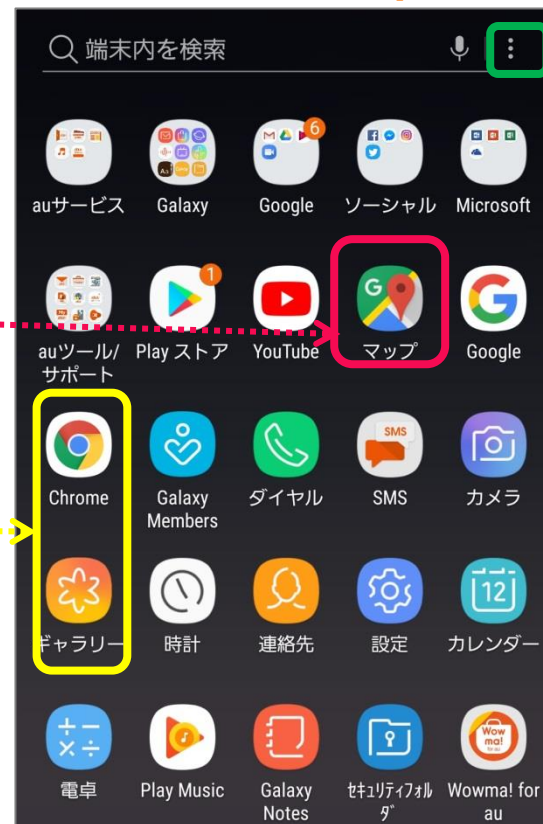 端末内を検索
6
auサービス Galaxy Google ソーシャル Microsoft
1
G
auツール/ Play ストア YouTube マップ Google
サポート
SMS
Chrome Galaxy ダイヤル SMS カメラ
Members
12
ギャラリー 時計 連絡先 設定 カレンダー
Wow
ma!
電卓 Play Music Galaxy セキュリティフォル Wowma! for
Notes ダ au